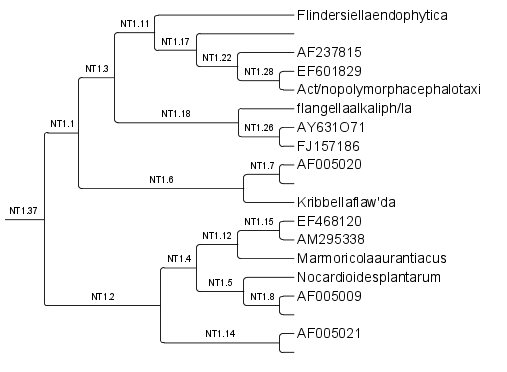 Flindersiellaendophytica
NT1.11
NT1.17
AF237815
NT1.22
NT1.3
EF601829
NT1.28
Act/nopolymorphacephalotaxi
flangellaalkaliph/la
NT1.18
NT1.1
AY631O71
NT1.26
FJ157186
NT1.7
AF005020
NT1.6
Kribbellaflaw'da
NT1.37
NT1.15
EF468120
NT1.12
AM295338
NT1.4
Marmoricolaaurantiacus
Nocardioidesplantarum
NT1.5
NT1.2
NT1.8
AF005009
NT1.14
AF005021